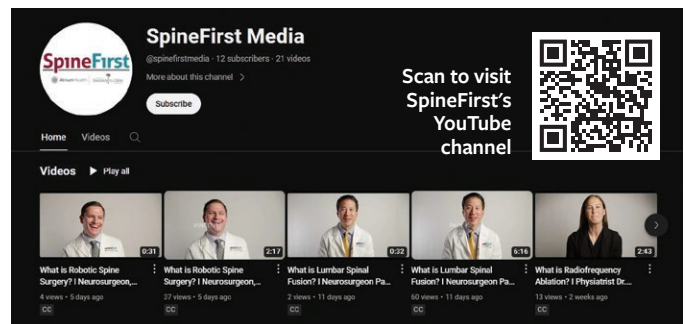 SpineFirst
Atrium Health
SpineFirst Media
@spinefirstmedia · 12 subscribers · 21 videos
More about this channel
Subscribe
Home Videos
Scan to visit
SpineFirst's
YouTube
channel
Videos Play all
0:31
2:17
0:32
6:16
2:43
What is Robotic Spine
Surgery? I Neurosurgeon,...
4 views • 5 days ago
CC
What is Robotic Spine
Surgery? I Neurosurgeon,...
37 views • 5 days ago
CC
What is Lumbar Spinal
Fusion? I Neurosurgeon Pa...
2 views • 11 days ago
CC
What is Lumbar Spinal
Fusion? I Neurosurgeon Pa...
60 views • 11 days ago
CC
What is Radiofrequency
Ablation? I Physiatrist Dr....
13 views • 2 weeks ago
CC